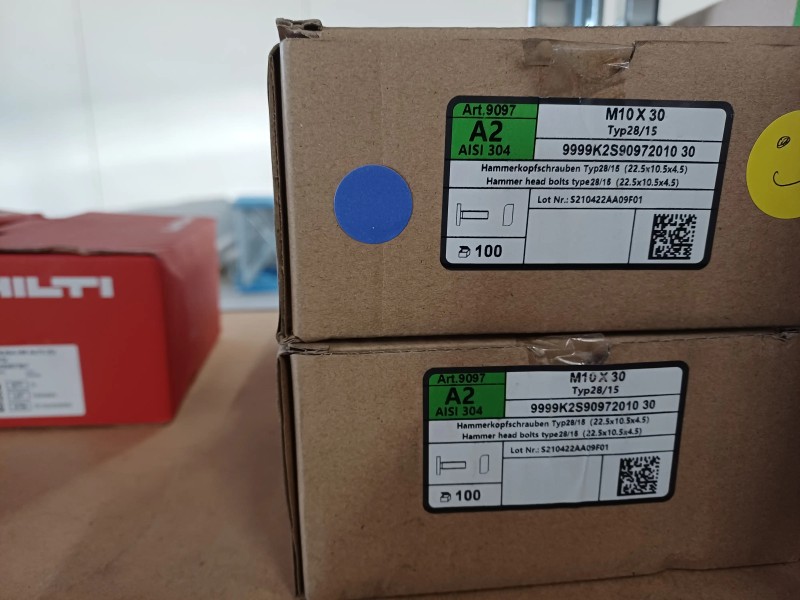 HILTI
Art.9097
A2
AISI 304
M10 X 30
Typ28/15
9999K2S90972010 30
Hammerkopfschrauben Typ28/15 (22.5x10.5x4.5)
Hammer head bolts type28/15 (22.5x10.5x4.5)
Lot Nr.: S210422AA09F01
100
Art.9097
A2
AISI 304
M10 X 30
Typ28/15
9999K2S90972010 30
Hammerkopfschrauben Typ28/15 (22.5x10.5x4.5)
Hammer head bolts type28/15 (22.5x10.5x4.5)
Lot Nr.: S210422AA09F01
100